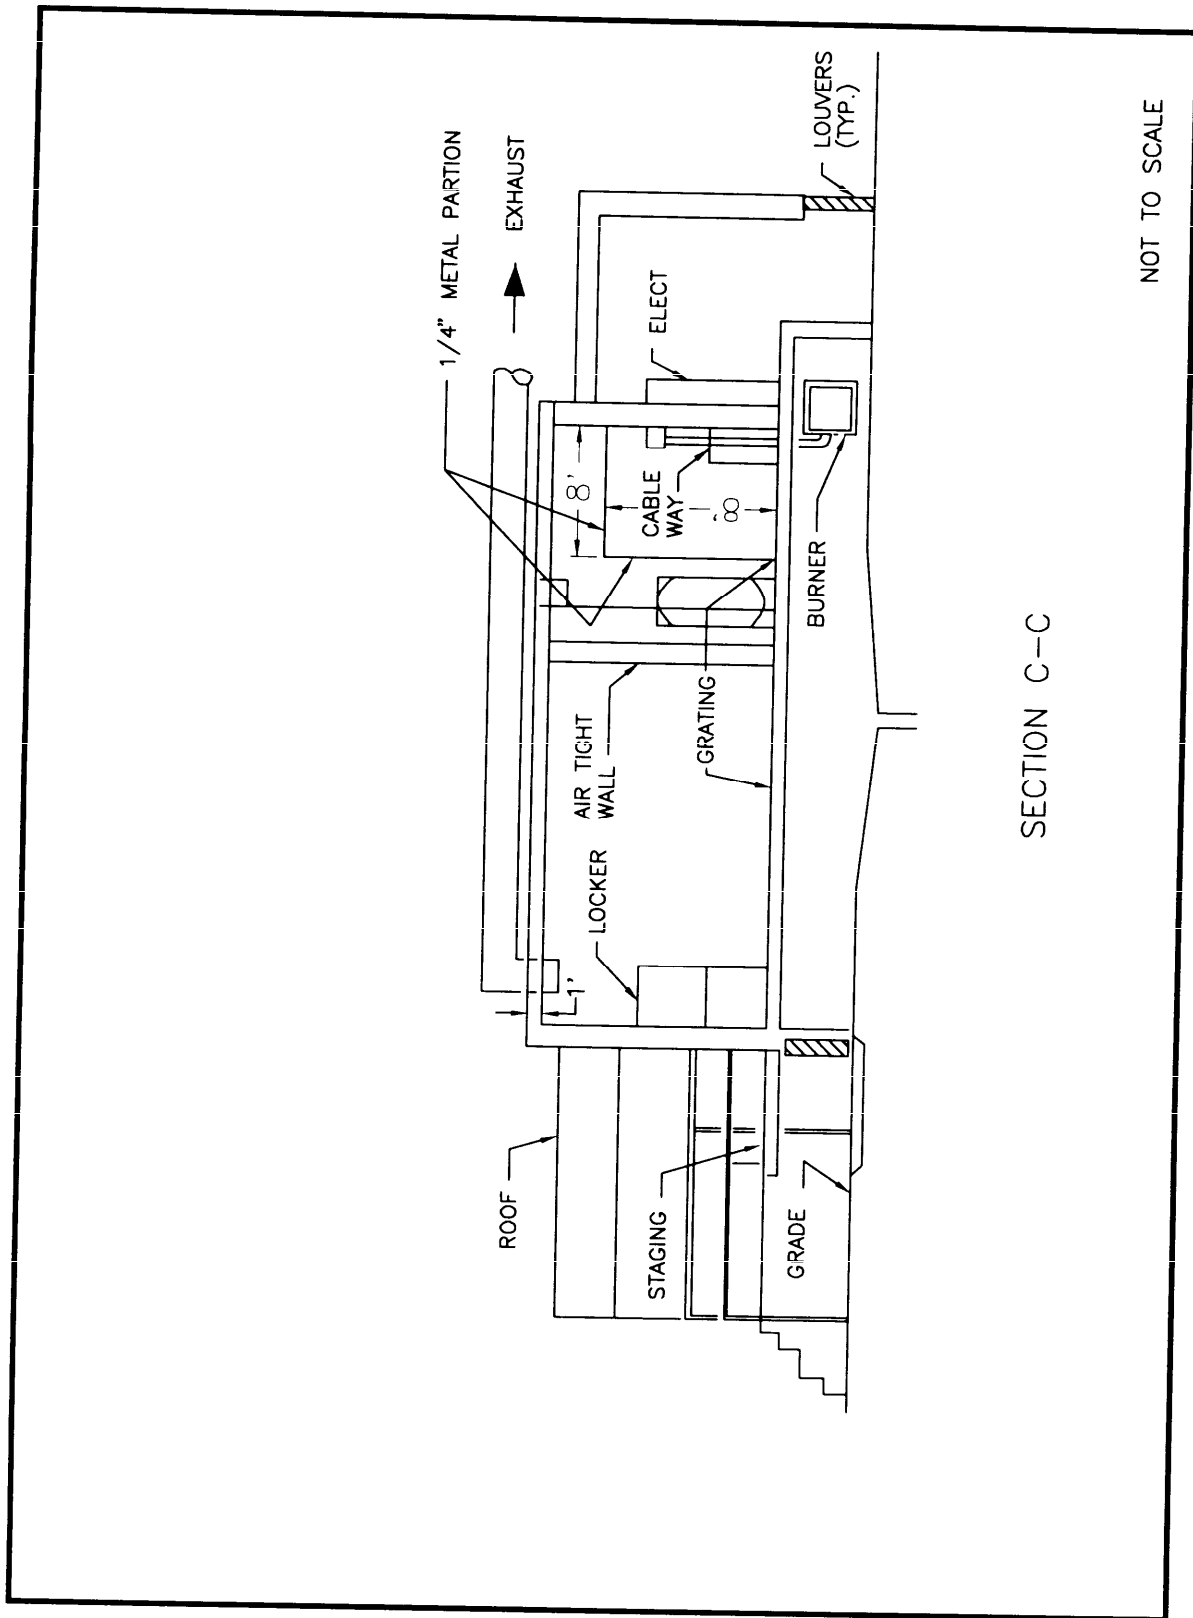 1/4" METAL PARTION
EXHAUST
LOUVERS
(TYP.)
ELECT
8'
CABLE
WAY
8'
BURNER
AIR TIGHT
WALL
GRATING
LOCKER
1'
ROOF
STAGING
GRADE
SECTION C-C
NOT TO SCALE